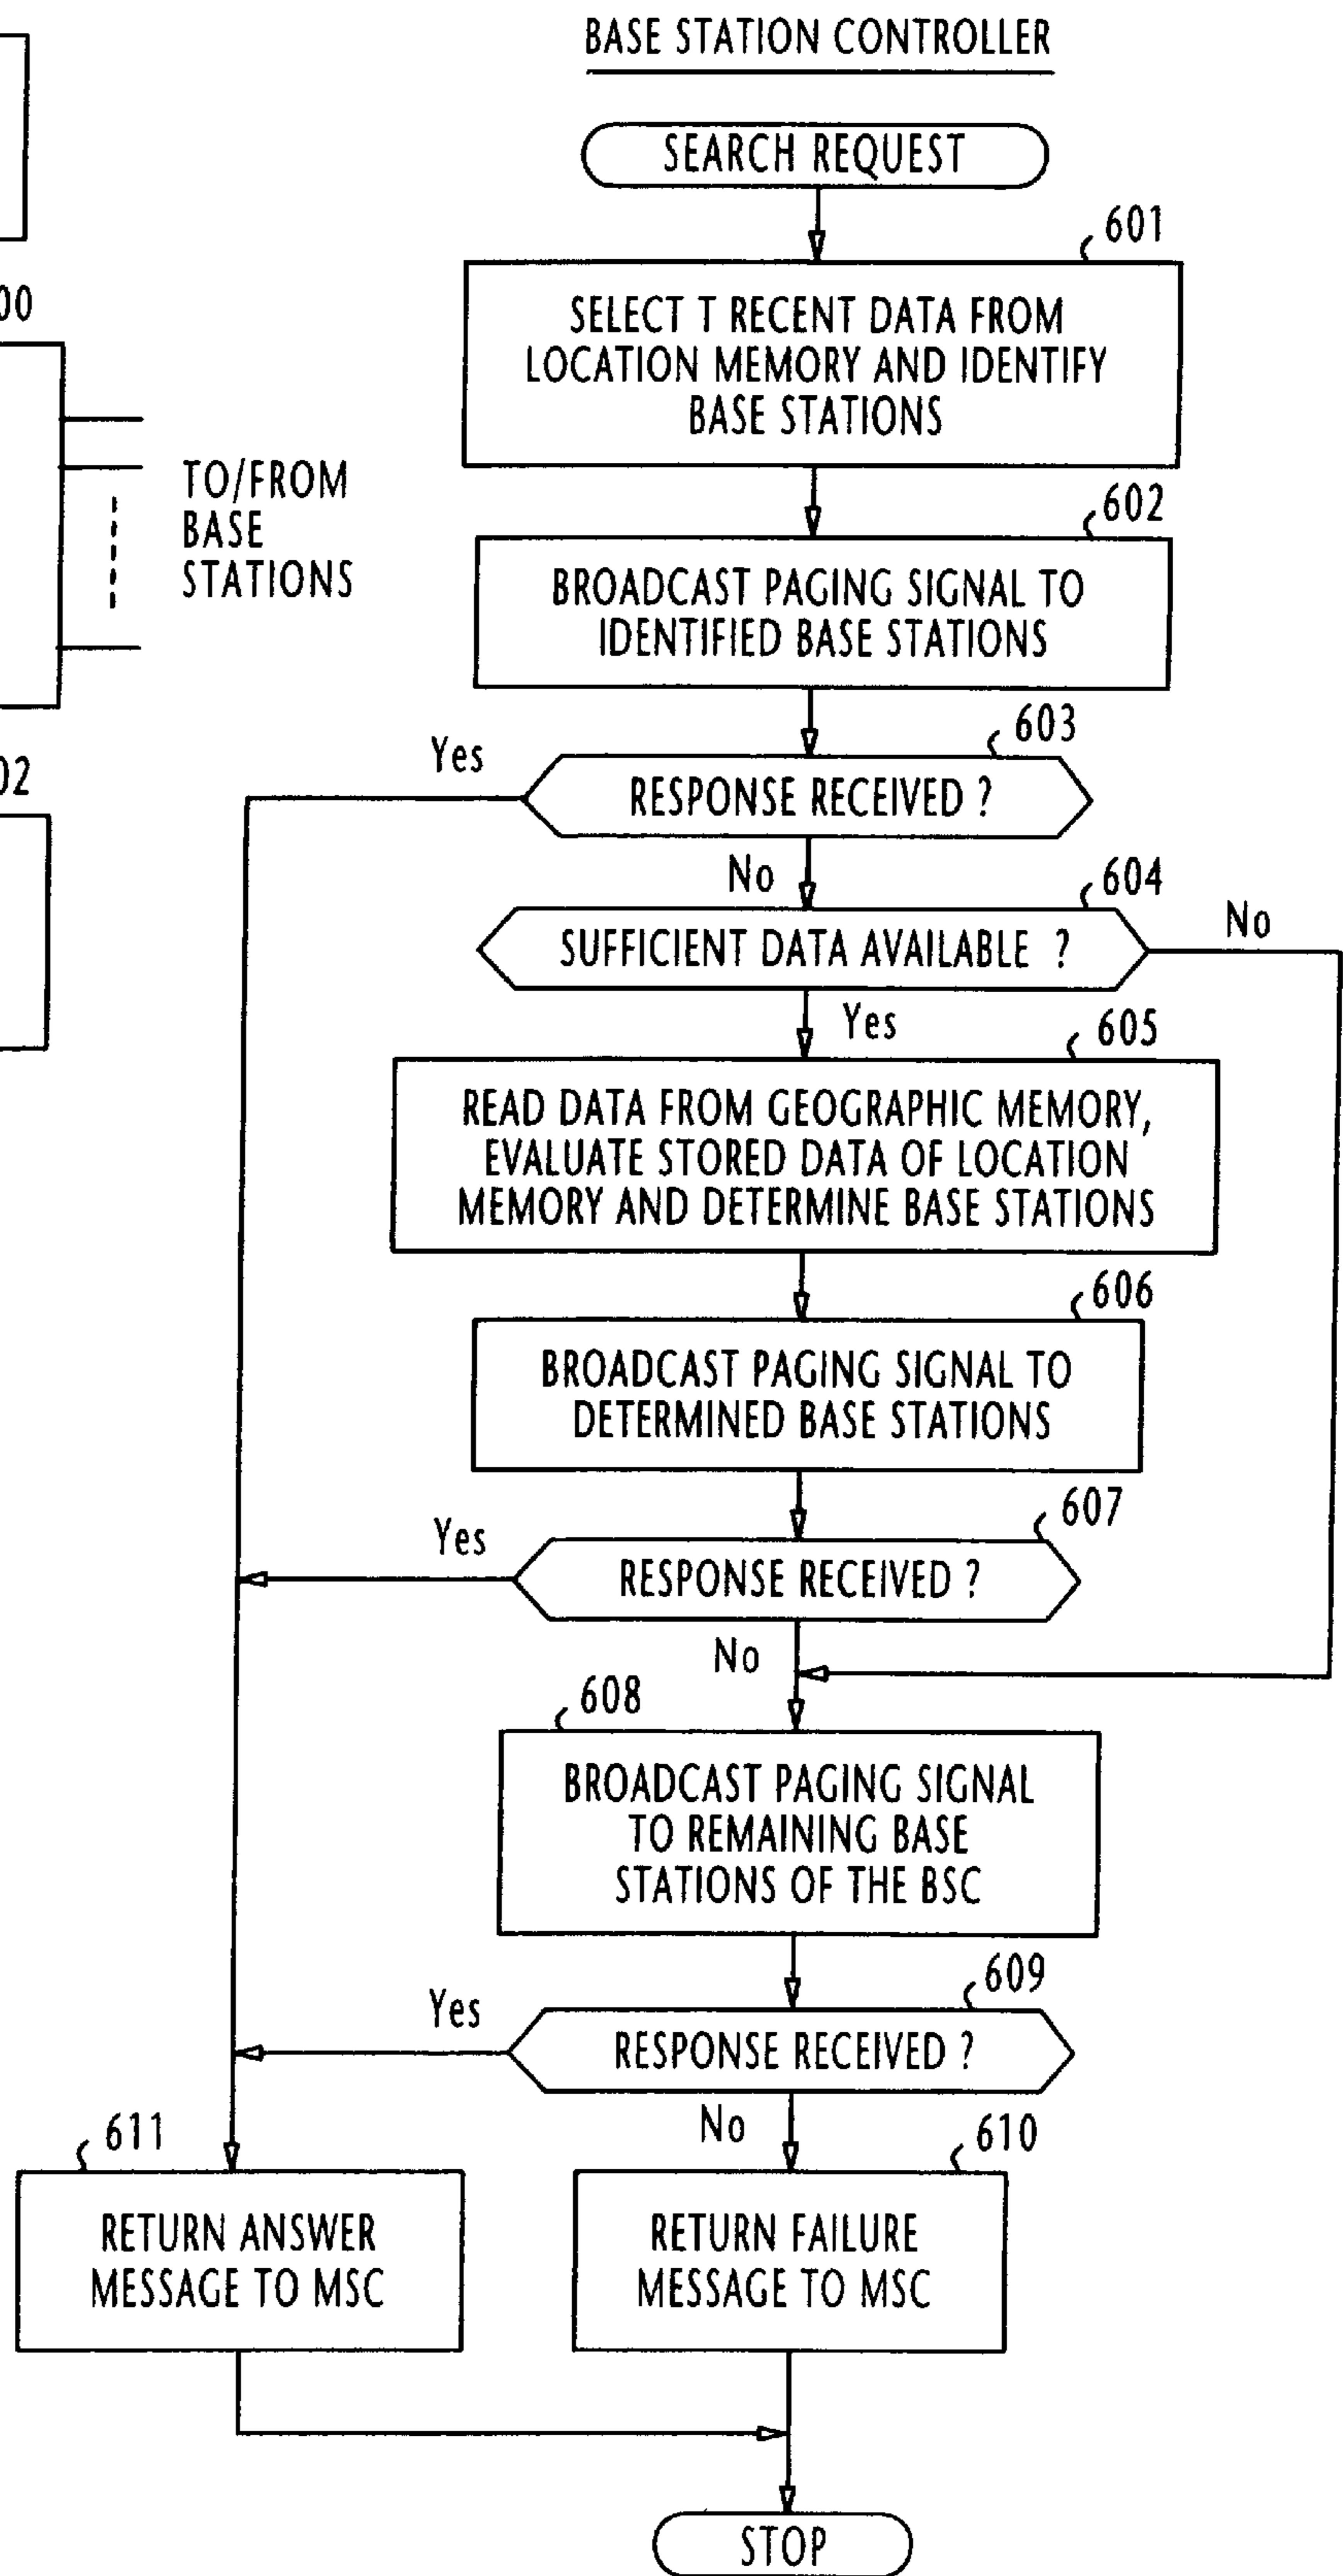 BASE STATION CONTROLLER
SEARCH REQUEST
601
SELECT T RECENT DATA FROM
LOCATION MEMORY AND IDENTIFY
BASE STATIONS
00
TO/FROM
BASE
STATIONS
602
BROADCAST PAGING SIGNAL TO
IDENTIFIED BASE STATIONS
02
603
Yes
RESPONSE RECEIVED ?
No
604
SUFFICIENT DATA AVAILABLE ?
No
Yes
605
READ DATA FROM GEOGRAPHIC MEMORY,
EVALUATE STORED DATA OF LOCATION
MEMORY AND DETERMINE BASE STATIONS
606
BROADCAST PAGING SIGNAL TO
DETERMINED BASE STATIONS
607
Yes
RESPONSE RECEIVED ?
No
608
BROADCAST PAGING SIGNAL
TO REMAINING BASE
STATIONS OF THE BSC
609
Yes
RESPONSE RECEIVED ?
No
611
RETURN ANSWER
MESSAGE TO MSC
610
RETURN FAILURE
MESSAGE TO MSC
STOP